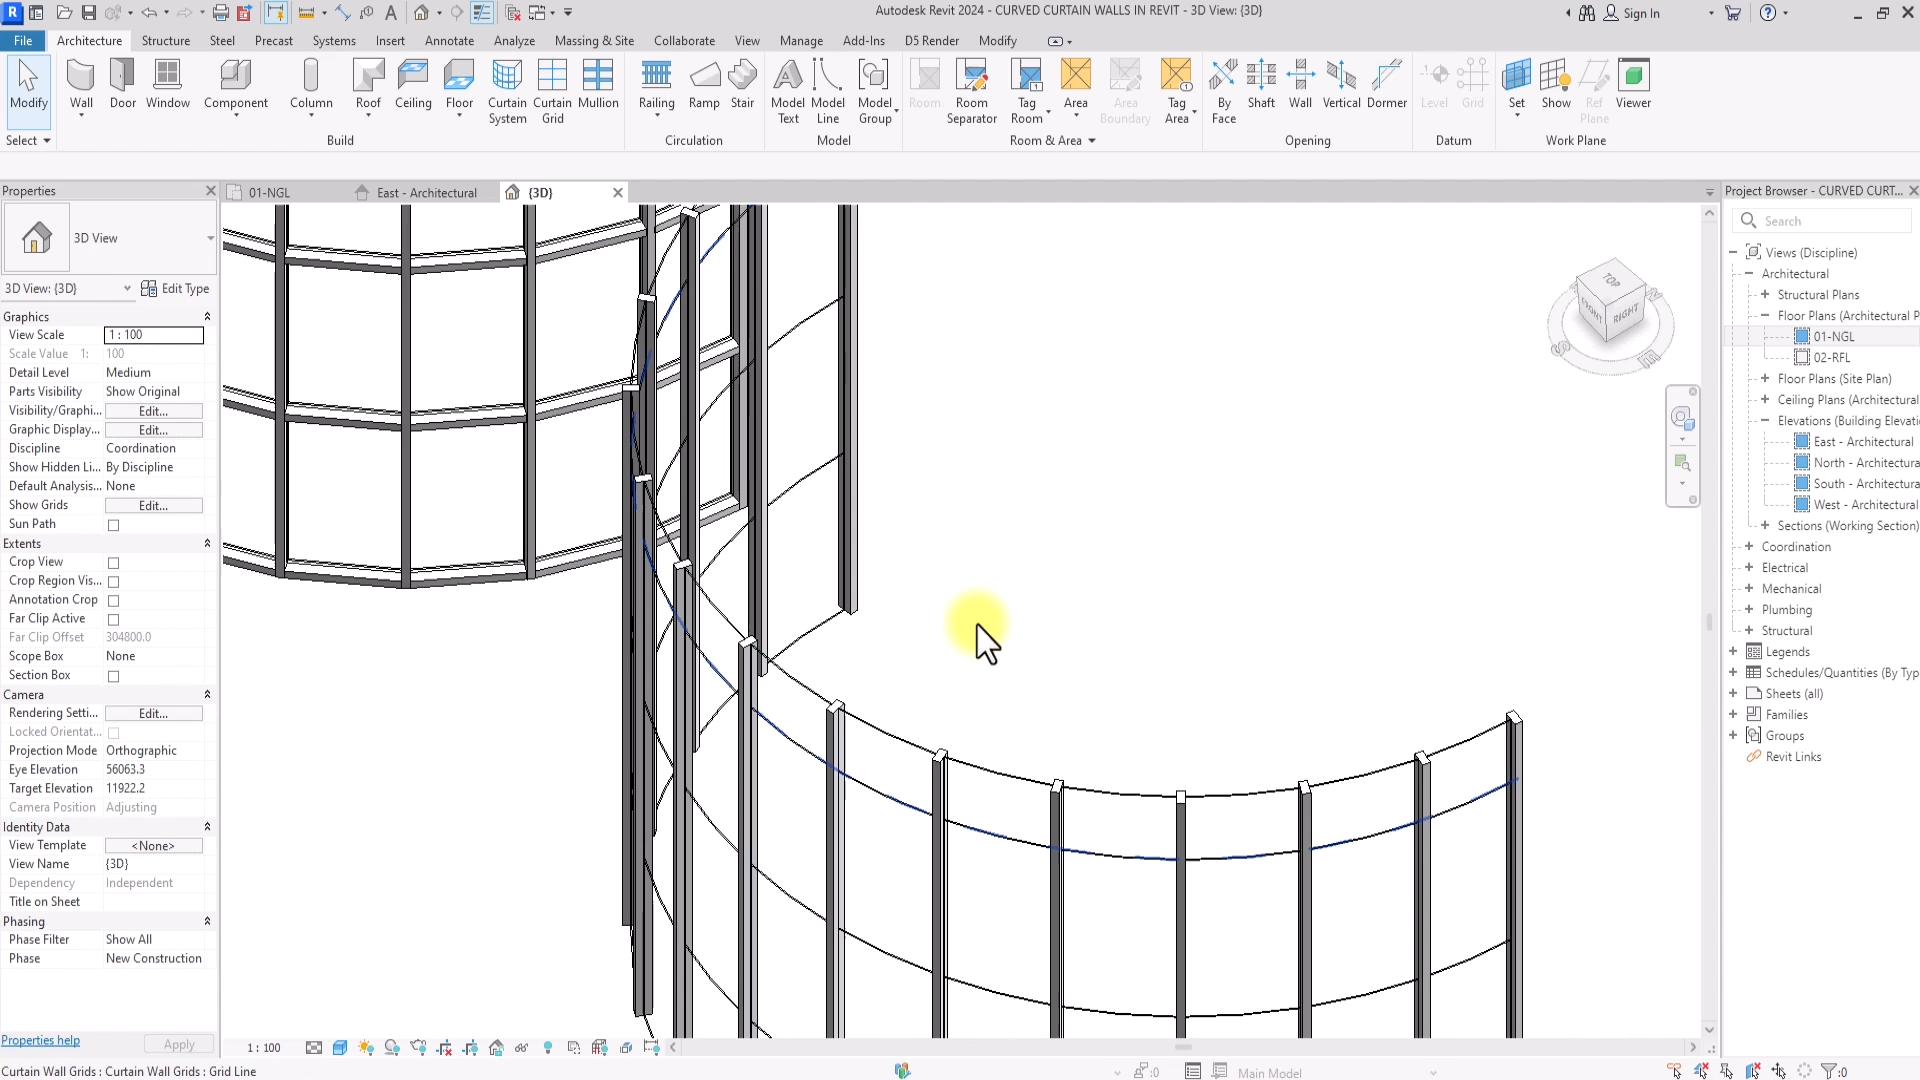 Autodesk Revit 2024 - CURVED CURTAIN WALLS IN REVIT - 3D View: {3D}
Sign In
File Architecture Structure Steel Precast Systems Insert Annotate Analyze Massing & Site Collaborate View Manage Add-Ins D5 Render Modify
Modify Wall Door Window Component Column Roof Ceiling Floor Curtain System Curtain Grid Mullion Railing Ramp Stair Model Text Model Line Model Group Room Room Separator Tag Room Area Area Boundary Tag Area By Face Shaft Wall Vertical Dormer Level Grid Set Show Ref Plane Viewer
Select Build Circulation Model Room & Area Opening Datum Work Plane
Properties
01-NGL
East - Architectural
{3D}
Project Browser - CURVED CURT...
3D View
3D View: {3D}
Edit Type
Graphics
View Scale 1 : 100
Scale Value 1: 100
Detail Level Medium
Parts Visibility Show Original
Visibility/Graphi... Edit...
Graphic Display... Edit...
Discipline Coordination
Show Hidden Li... By Discipline
Default Analysis... None
Show Grids Edit...
Sun Path
Extents
Crop View
Crop Region Vis...
Annotation Crop
Far Clip Active
Far Clip Offset 304800.0
Scope Box None
Section Box
Camera
Rendering Setti... Edit...
Locked Orientat...
Projection Mode Orthographic
Eye Elevation 56063.3
Target Elevation 11922.2
Camera Position Adjusting
Identity Data
View Template <None>
View Name {3D}
Dependency Independent
Title on Sheet
Phasing
Phase Filter Show All
Phase New Construction
Properties help
Apply
TOP
FRONT
RIGHT
S
E
Search
Views (Discipline)
Architectural
Structural Plans
Floor Plans (Architectural P
01-NGL
02-RFL
Floor Plans (Site Plan)
Ceiling Plans (Architectural
Elevations (Building Elevati
East - Architectural
North - Architectura
South - Architectura
West - Architectural
Sections (Working Section)
Coordination
Electrical
Mechanical
Plumbing
Structural
Legends
Schedules/Quantities (By Typ
Sheets (all)
Families
Groups
Revit Links
1 : 100
Curtain Wall Grids : Curtain Wall Grids : Grid Line
:0
Main Model
:0